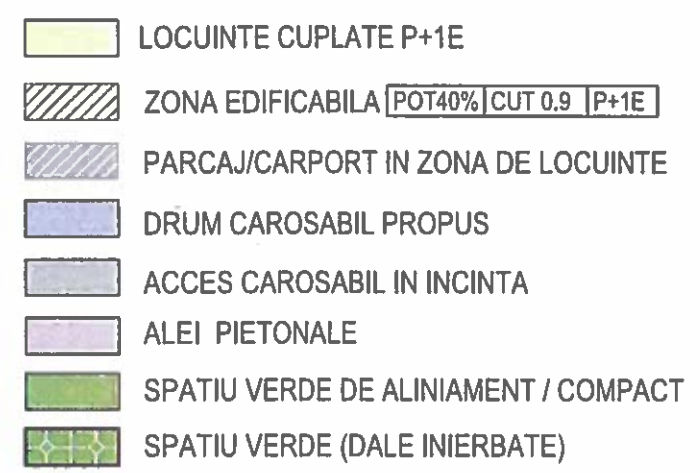 LOCUINTE CUPLATE P+1E
ZONA EDIFICABILA POT40% CUT 0.9 P+1E
PARCAJ/CARPORT IN ZONA DE LOCUINTE
DRUM CAROSABIL PROPUS
ACCES CAROSABIL IN INCINTA
ALEI PIETONALE
SPATIU VERDE DE ALINIAMENT / COMPACT
SPATIU VERDE (DALE INIERBATE)